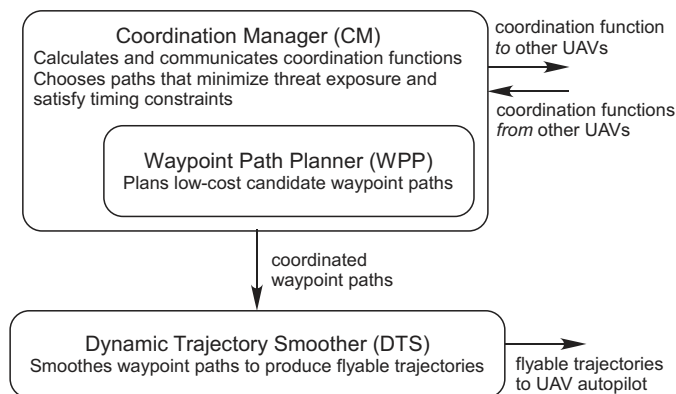 Coordination Manager (CM)
Calculates and communicates coordination functions
Chooses paths that minimize threat exposure and
satisfy timing constraints
coordination function
to other UAVs
coordination functions
from other UAVs
Waypoint Path Planner (WPP)
Plans low-cost candidate waypoint paths
coordinated
waypoint paths
Dynamic Trajectory Smoother (DTS)
Smoothes waypoint paths to produce flyable trajectories
flyable trajectories
to UAV autopilot